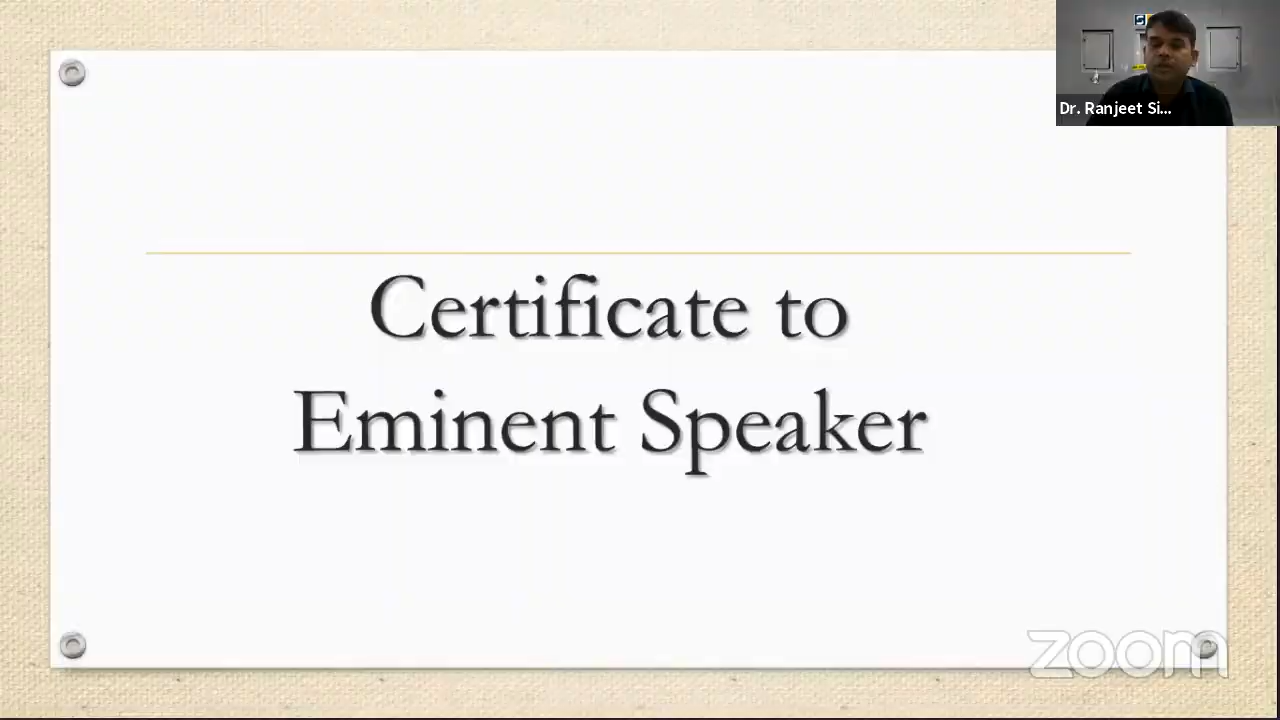 Dr. Ranjeet Si...
Certificate to
Eminent Speaker
zoom